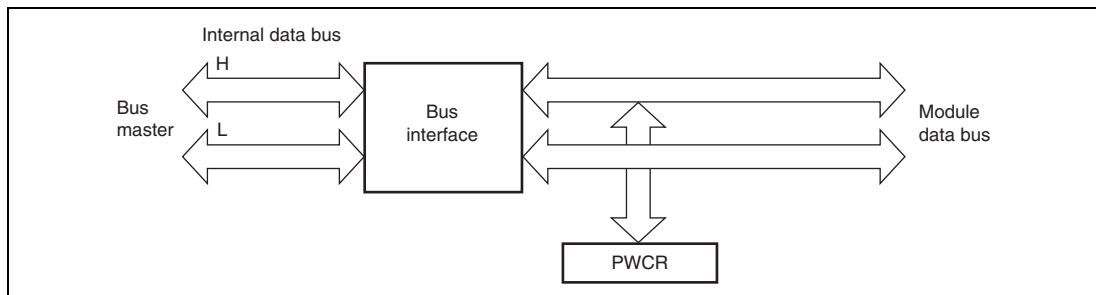 Internal data bus
H
Bus
master
L
Bus
interface
Module
data bus
PWCR